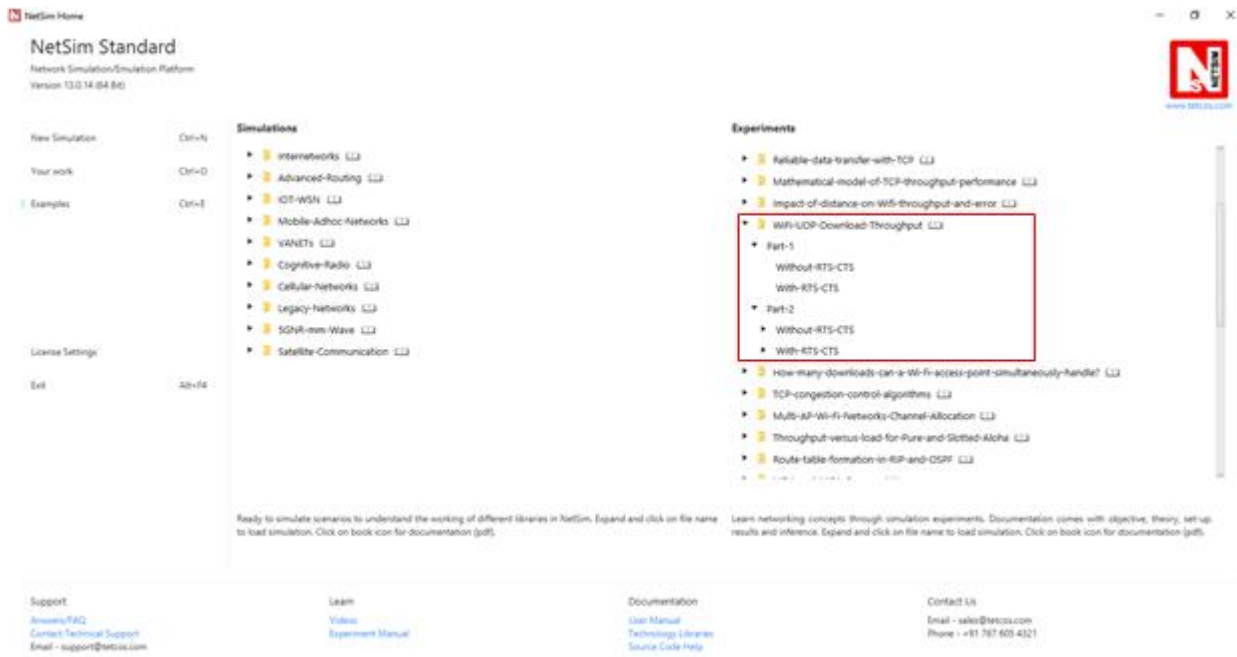 NetSim Home
NetSim Standard
Network Simulation/Emulation Platform
Version 13.0.14 (64 Bit)
NETSIM
www.tetcos.com
New Simulation Ctrl+N
Your work Ctrl+O
Examples Ctrl+E
License Settings
Exit Alt+F4
Simulations
Internetworks
Advanced-Routing
IOT-WSN
Mobile-Adhoc-Networks
VANETs
Cognitive-Radio
Cellular-Networks
Legacy-Networks
5GNR-mm-Wave
Satellite-Communication
Ready to simulate scenarios to understand the working of different libraries in NetSim. Expand and click on file name
to load simulation. Click on book icon for documentation (pdf).
Experiments
Reliable-data-transfer-with-TCP
Mathematical-model-of-TCP-throughput-performance
Impact-of-distance-on-Wifi-throughput-and-error
WiFi-UDP-Download-Throughput
Part-1
Without-RTS-CTS
With-RTS-CTS
Part-2
Without-RTS-CTS
With-RTS-CTS
How-many-downloads-can-a-Wi-Fi-access-point-simultaneously-handle?
TCP-congestion-control-algorithms
Multi-AP-Wi-Fi-Networks-Channel-Allocation
Throughput-versus-load-for-Pure-and-Slotted-Aloha
Route-table-formation-in-RIP-and-OSPF
Learn networking concepts through simulation experiments. Documentation comes with objective, theory, set-up,
results and inference. Expand and click on file name to load simulation. Click on book icon for documentation (pdf).
Support
Answers/FAQ
Contact Technical Support
Email - support@tetcos.com
Learn
Videos
Experiment Manual
Documentation
User Manual
Technology Libraries
Source Code Help
Contact Us
Email - sales@tetcos.com
Phone - +91 767 605 4321